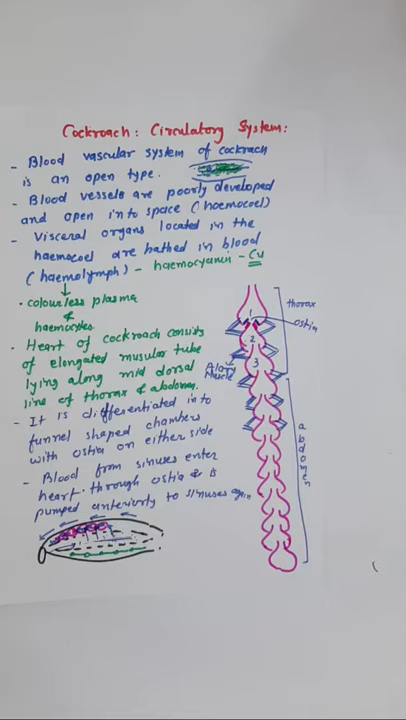 Cockroach: Circulatory System:
- Blood vascular system of cockroach
is an open type.
- Blood vessels are poorly developed
and open in to space (haemocoel)
- Visceral organs located in the
haemocoel are bathed in blood
(haemolymph) - haemocyanin - Cu
• colourless plasma
&
haemocytes.
• Heart of cockroach consists
of elongated muscular tube
lying along mid dorsal
line of thorax & abdomen.
- It is differentiated in to
funnel shaped chambers
with ostia on either side
- Blood from sinuses enter
heart through ostia & is
pumped anteriorly to sinuses again
thorax
ostia
1
2
3
Alary
Muscle
abdomen